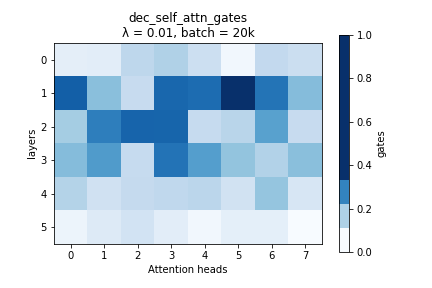 dec_self_attn_gates
λ = 0.01, batch = 20k
0
1
2
3
4
5
layers
0 1 2 3 4 5 6 7
Attention heads
1.0
0.8
0.6
0.4
0.2
0.0
gates